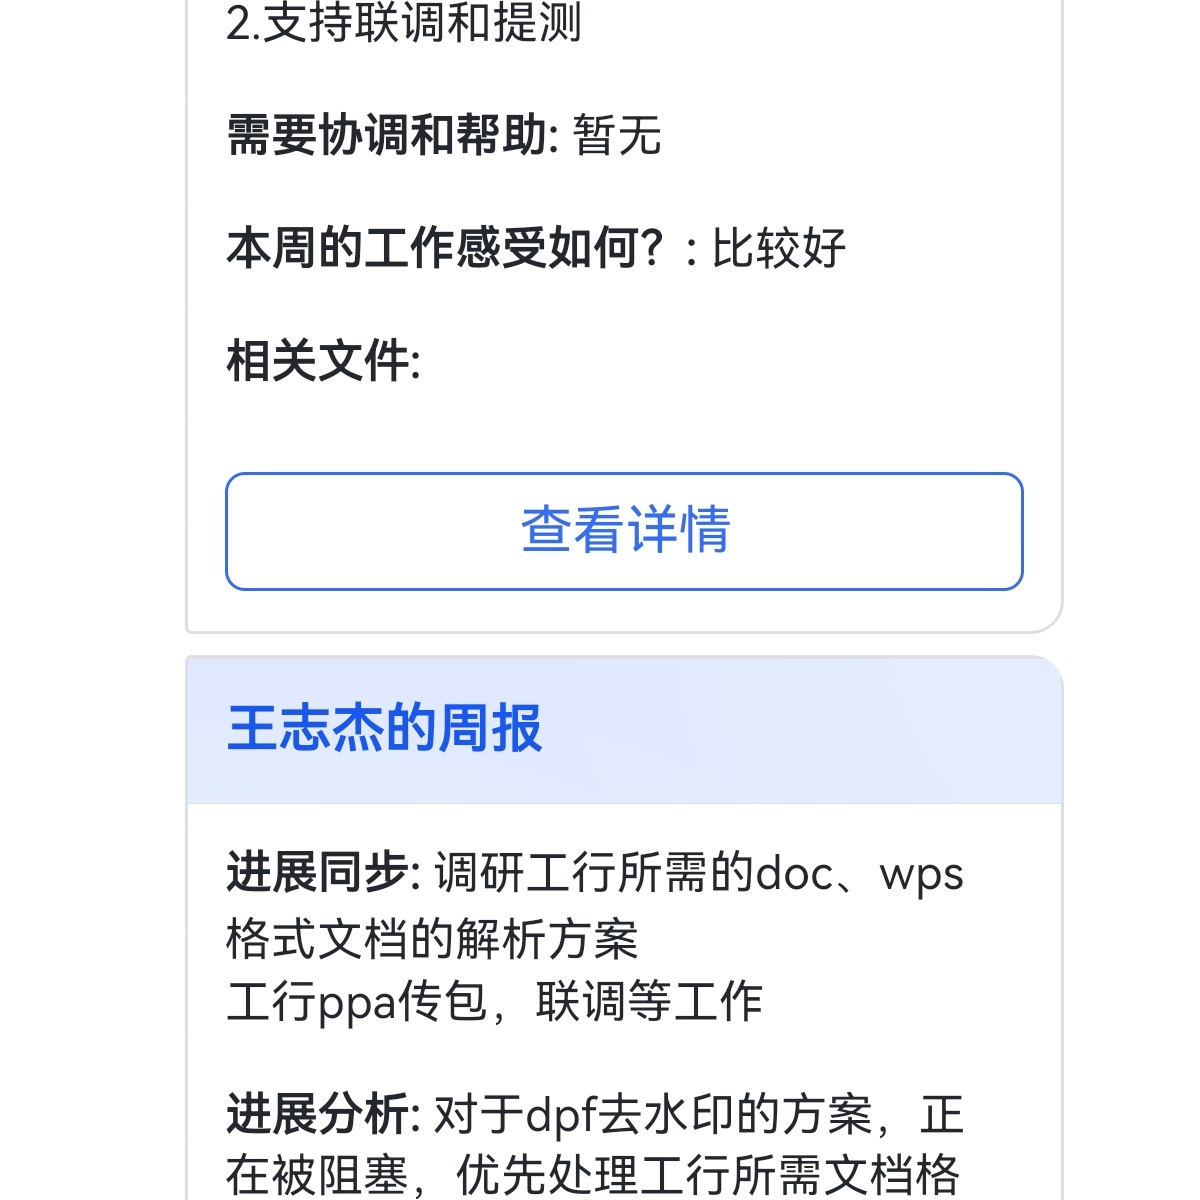 2.支持联调和提测
需要协调和帮助: 暂无
本周的工作感受如何？: 比较好
相关文件:
查看详情
王志杰的周报
进展同步: 调研工行所需的doc、wps
格式文档的解析方案
工行ppa传包，联调等工作
进展分析: 对于dpf去水印的方案，正
在被阻塞，优先处理工行所需文档格